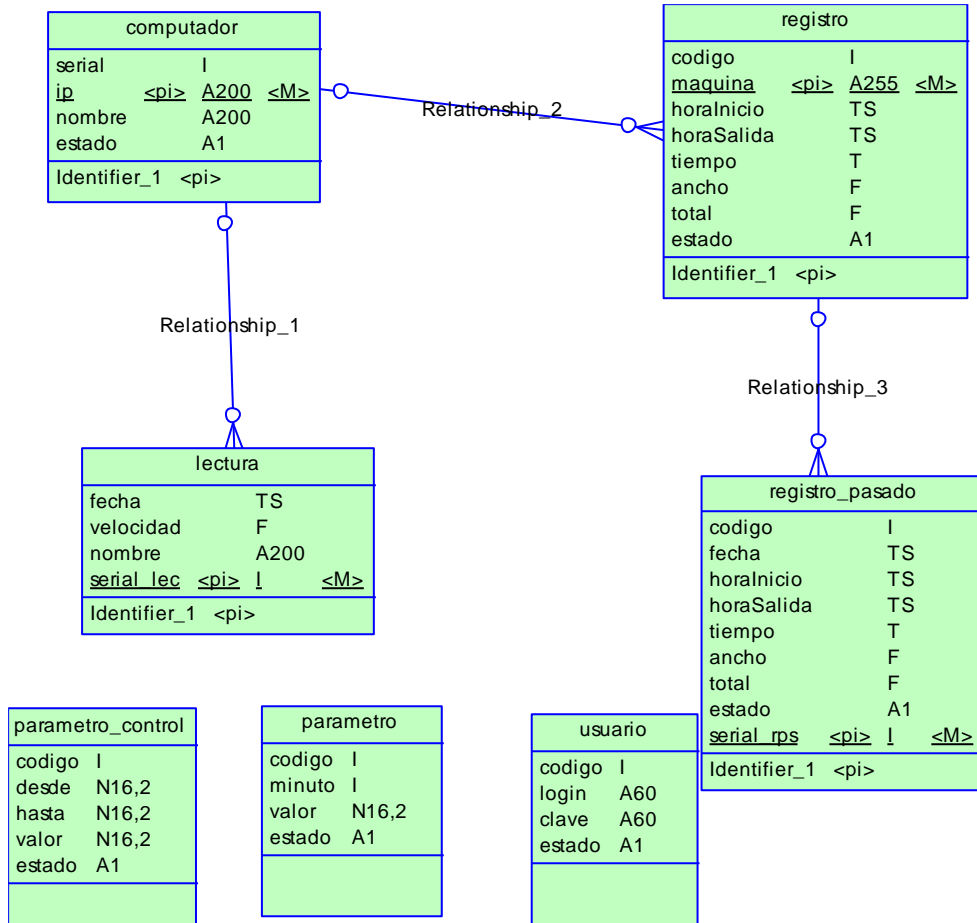 computador
serial I
ip <pi> A200 <M>
nombre A200
estado A1
Identifier_1 <pi>
registro
codigo I
maquina <pi> A255 <M>
horaInicio TS
horaSalida TS
tiempo T
ancho F
total F
estado A1
Identifier_1 <pi>
Relationship_2
Relationship_1
Relationship_3
lectura
fecha TS
velocidad F
nombre A200
serial_lec <pi> I <M>
Identifier_1 <pi>
registro_pasado
codigo I
fecha TS
horaInicio TS
horaSalida TS
tiempo T
ancho F
total F
estado A1
serial_rps <pi> I <M>
Identifier_1 <pi>
parametro_control
codigo I
desde N16,2
hasta N16,2
valor N16,2
estado A1
parametro
codigo I
minuto I
valor N16,2
estado A1
usuario
codigo I
login A60
clave A60
estado A1